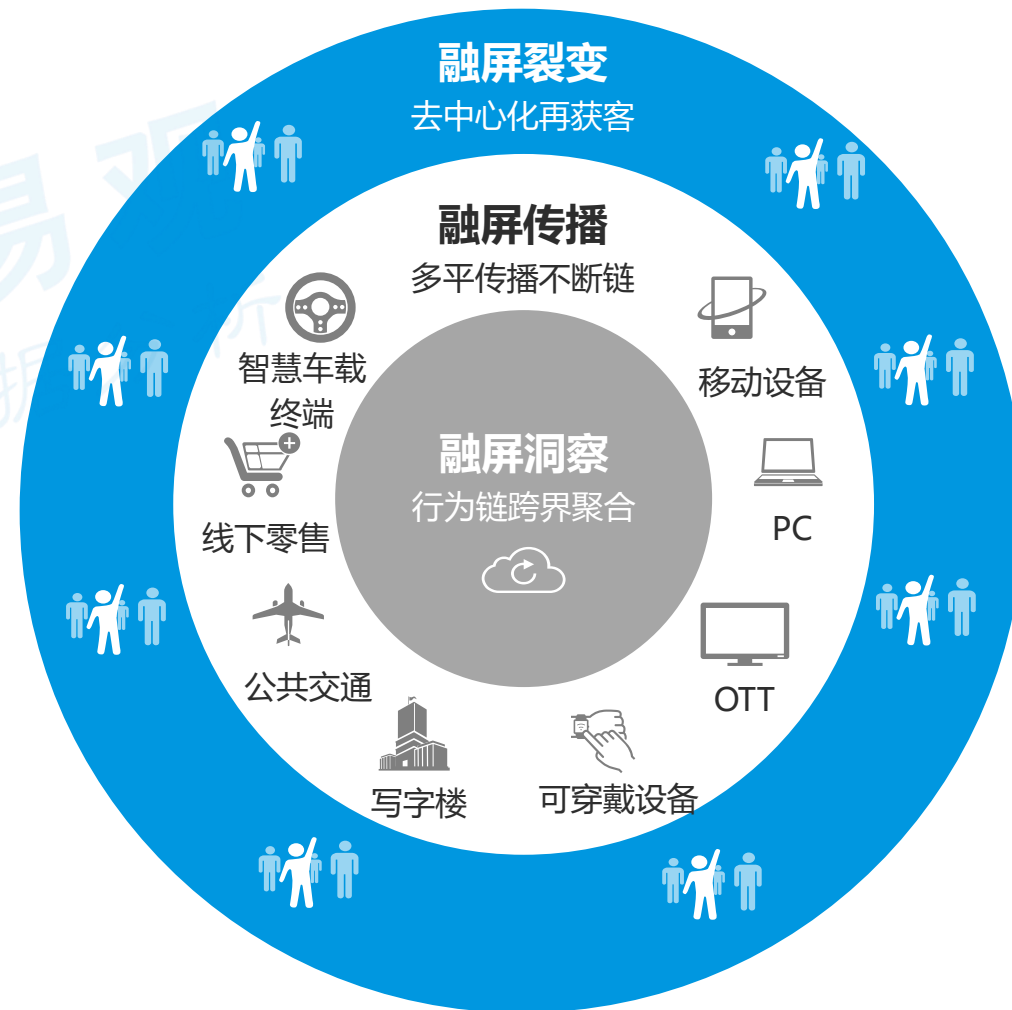 融屏裂变
去中心化再获客
融屏传播
多平传播不断链
智慧车载
终端
移动设备
融屏洞察
行为链跨界聚合
线下零售
PC
公共交通
OTT
写字楼
可穿戴设备
易
析
据